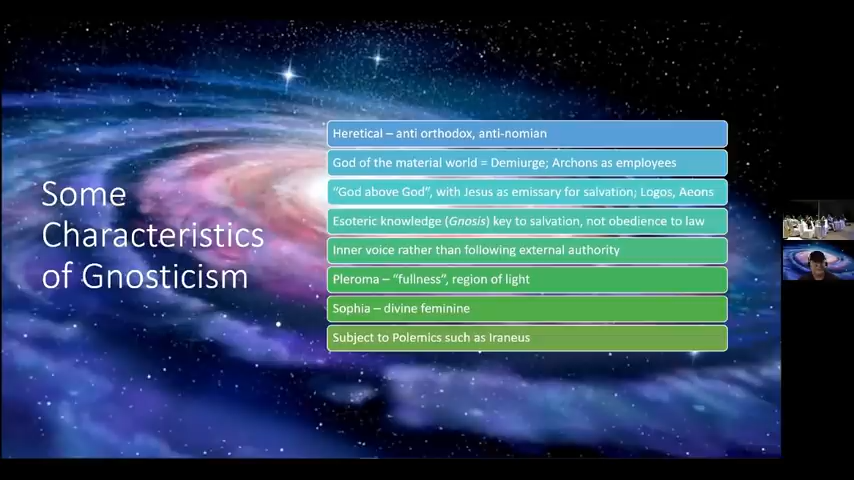 Some
Characteristics
of Gnosticism
Heretical – anti orthodox, anti-nomian
God of the material world = Demiurge; Archons as employees
“God above God”, with Jesus as emissary for salvation; Logos, Aeons
Esoteric knowledge (Gnosis) key to salvation, not obedience to law
Inner voice rather than following external authority
Pleroma – “fullness”, region of light
Sophia – divine feminine
Subject to Polemics such as Iraneus